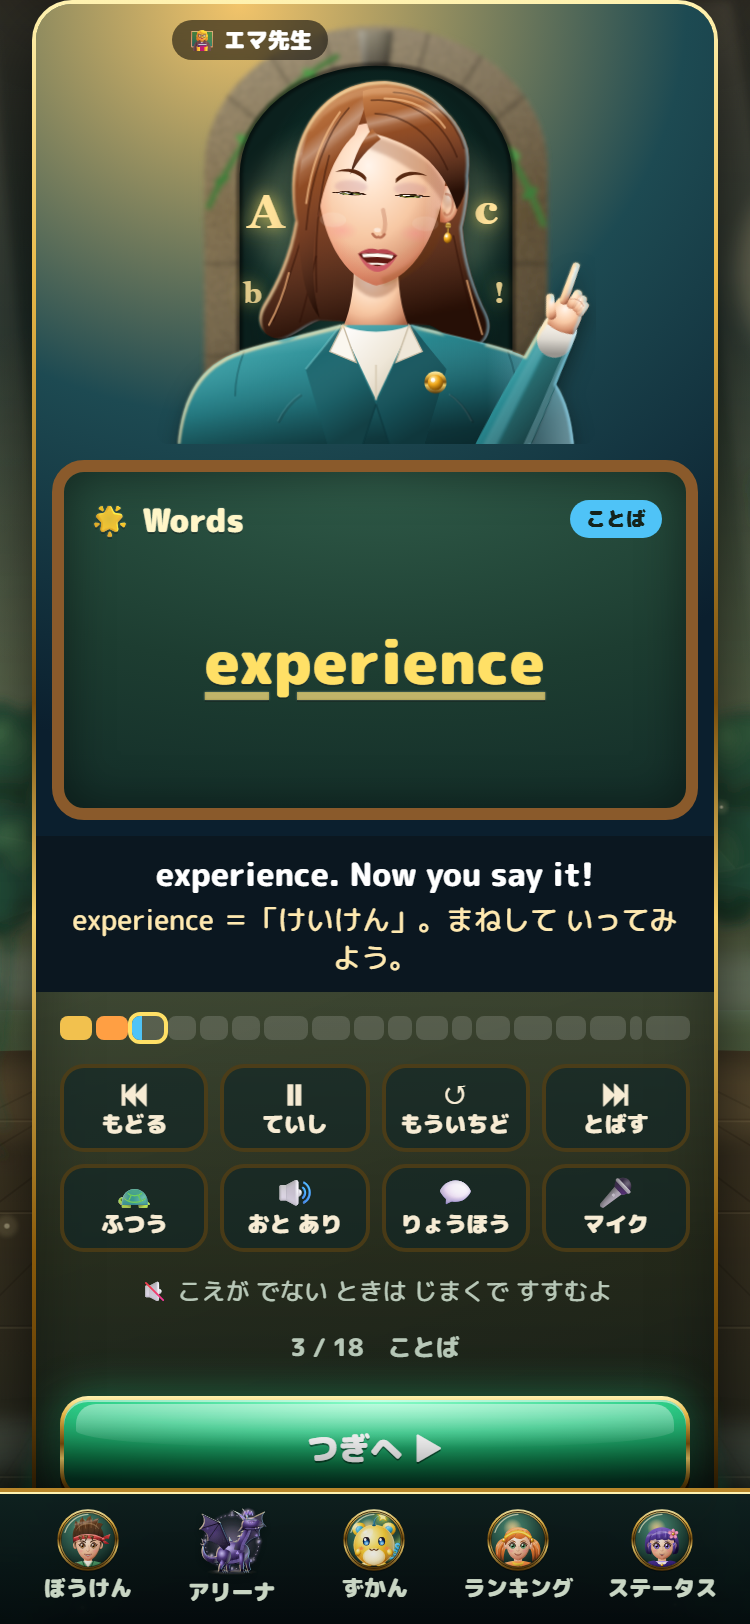 エマ先生
A
c
b
!
Words
ことば
experience
experience. Now you say it!
experience ＝「けいけん」。まねして いってみ
よう。
もどる
ていし
もういちど
とばす
ふつう
おと あり
りょうほう
マイク
こえが でない ときは じまくで すすむよ
3 / 18 ことば
つぎへ ▶
ぼうけん
アリーナ
ずかん
ランキング
ステータス